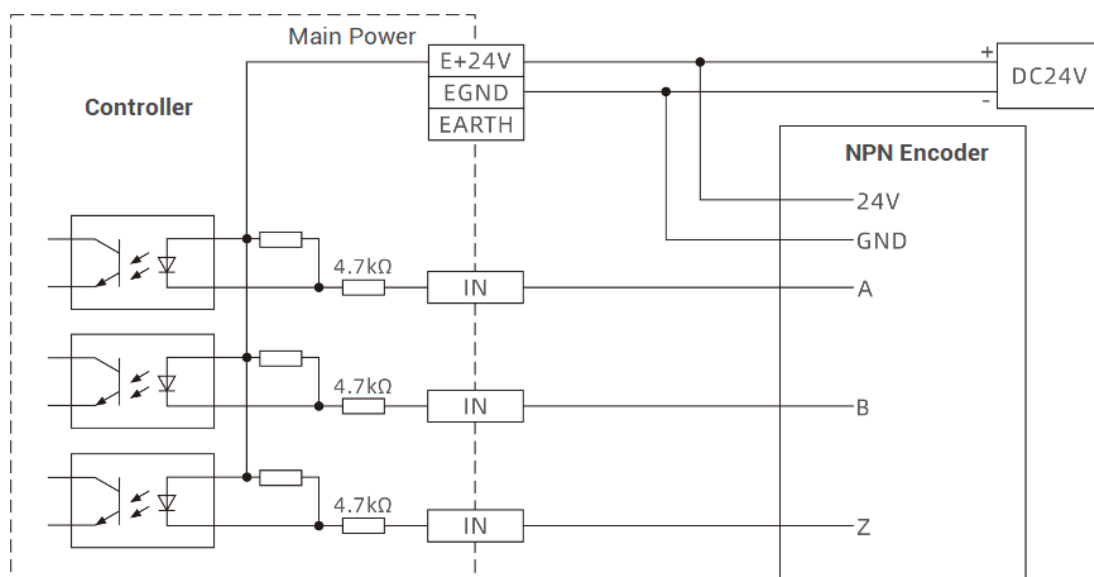 Main Power
E+24V
+
DC24V
-
EGND
Controller
EARTH
NPN Encoder
24V
GND
4.7kΩ
IN
A
4.7kΩ
IN
B
4.7kΩ
IN
Z